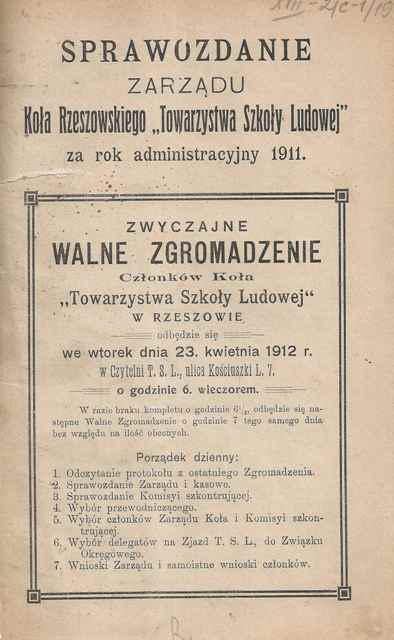 XIII-2/c-1/19
SPRAWOZDANIE
ZARZĄDU
Koła Rzeszowskiego „Towarzystwa Szkoły Ludowej"
za rok administracyjny 1911.
ZWYCZAJNE
WALNE ZGROMADZENIE
Członków Koła
„Towarzystwa Szkoły Ludowej"
W RZESZOWIE
odbędzie się
we wtorek dnia 23. kwietnia 1912 r.
w Czytelni T. S. L., ulica Kościuszki L. 7.
o godzinie 6. wieczorem.
W razie braku kompletu o godzinie odbędzie się na-
stępne Walne Zgromadzenie o godzinie 7 tego samego dnia
bez względu na ilość obecnych.
Porządek dzienny:
1. Odczytanie protokołu z ostatniego Zgromadzenia.
2. Sprawozdanie Zarządu i kasowe.
3. Sprawozdanie Komisyi szkontrującej.
4. Wybór przewodniczącego.
5. Wybór członków Zarządu Koła i Komisyi szkon-
trującej.
6. Wybór delegatów na Zjazd T. S. L., do Związku
Okręgowego.
7. Wnioski Zarządu i samoistne wnioski członków.